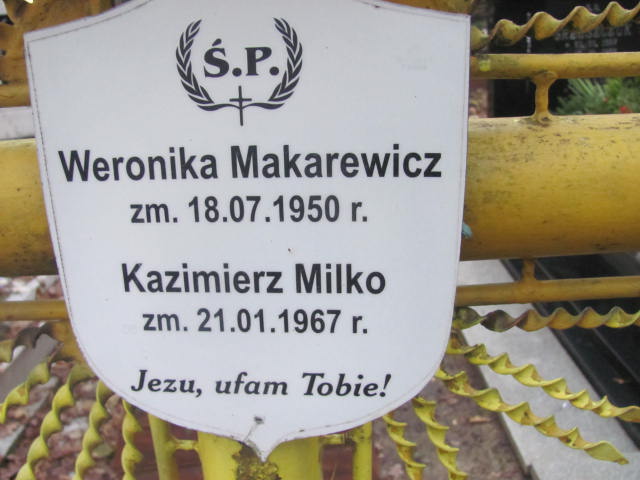 Ś.P.
Weronika Makarewicz
zm. 18.07.1950 r.
Kazimierz Milko
zm. 21.01.1967 r.
Jezu, ufam Tobie!